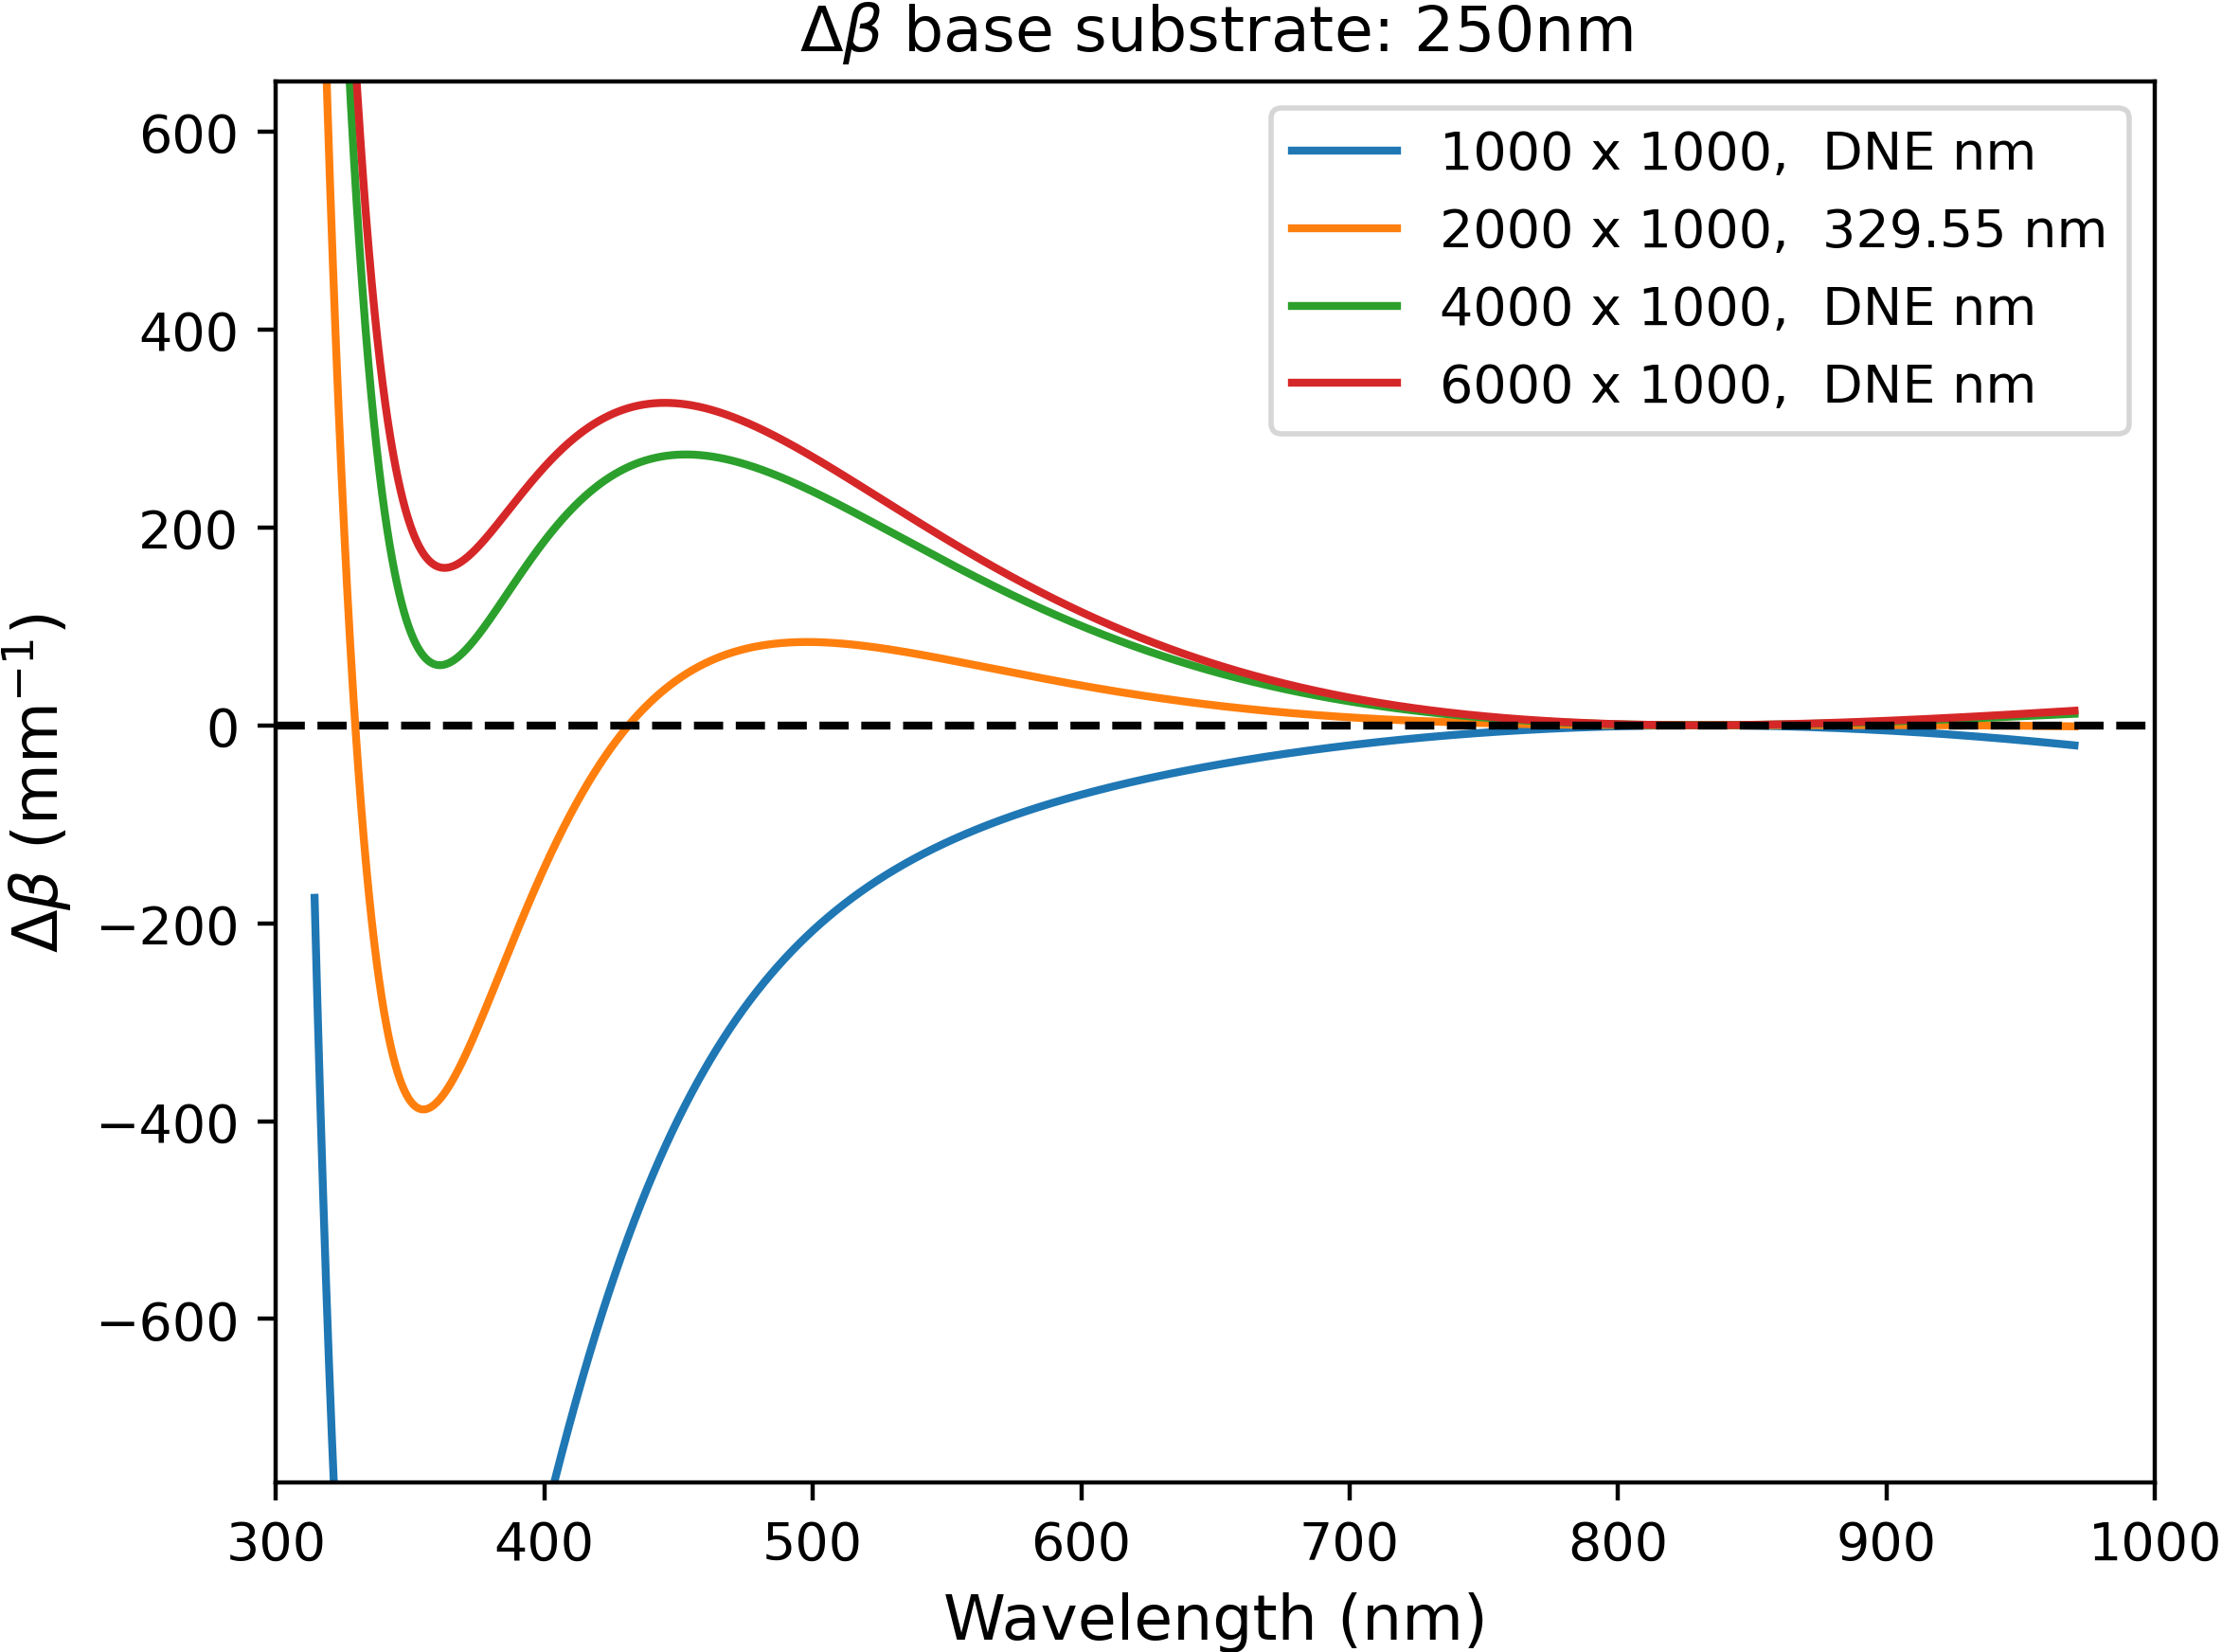 Δβ base substrate: 250nm
1000 x 1000,  DNE nm
2000 x 1000,  329.55 nm
4000 x 1000,  DNE nm
6000 x 1000,  DNE nm
600
400
200
0
−200
−400
−600
Δβ (mm⁻¹)
300 400 500 600 700 800 900 1000
Wavelength (nm)